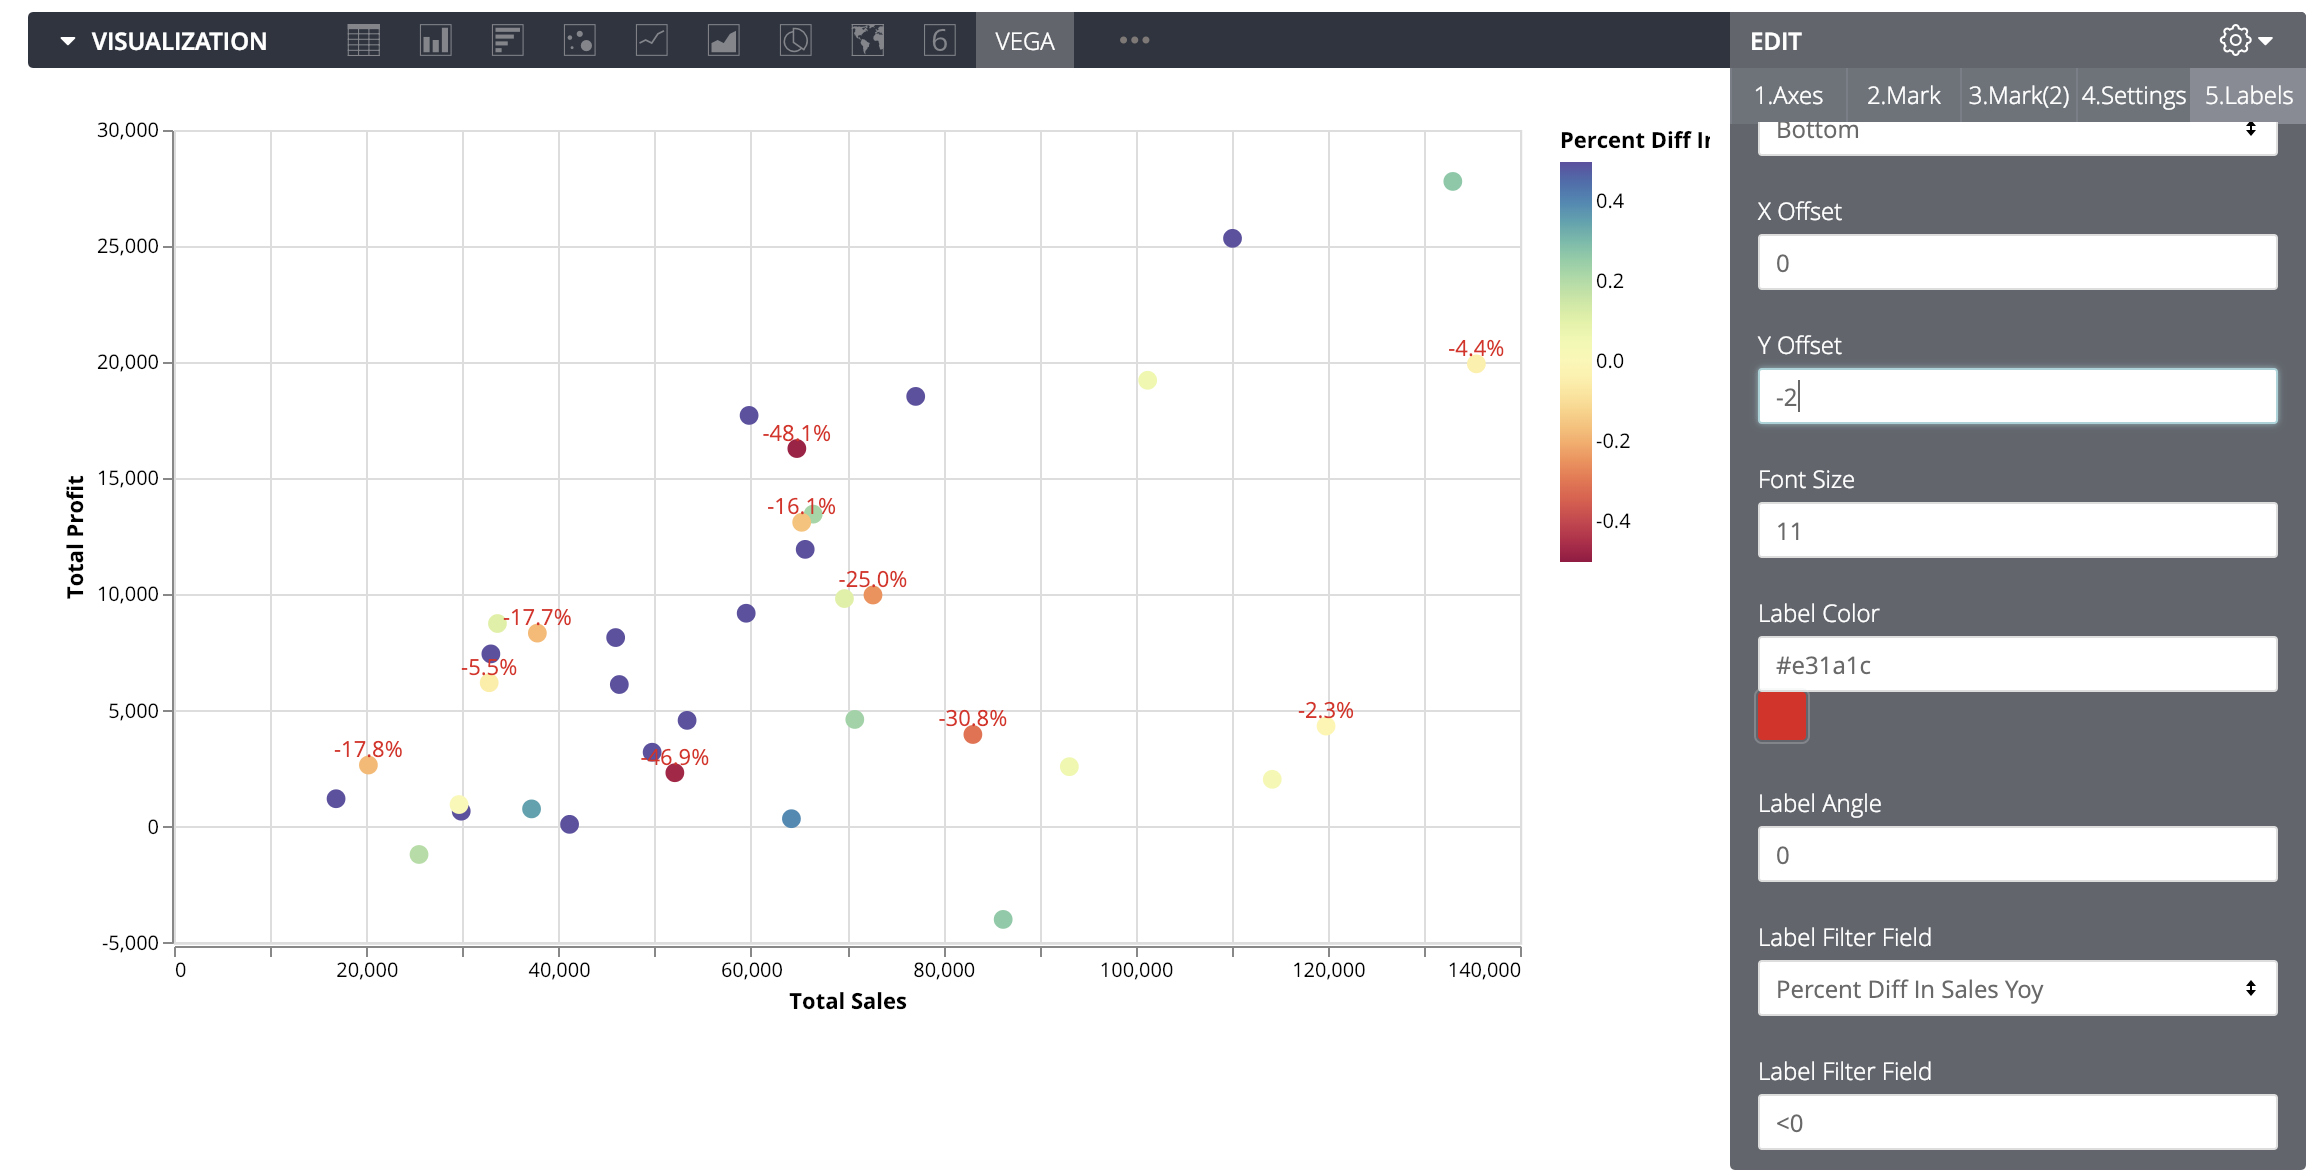 VISUALIZATION
6
VEGA
EDIT
1.Axes
2.Mark
3.Mark(2)
4.Settings
5.Labels
30,000
25,000
20,000
15,000
10,000
5,000
0
-5,000
Total Profit
0
20,000
40,000
60,000
80,000
100,000
120,000
140,000
Total Sales
-4.4%
-48.1%
-16.1%
-25.0%
-17.7%
-5.5%
-30.8%
-2.3%
-17.8%
-46.9%
Percent Diff In
0.4
0.2
0.0
-0.2
-0.4
Bottom
X Offset
0
Y Offset
-2
Font Size
11
Label Color
#e31a1c
Label Angle
0
Label Filter Field
Percent Diff In Sales Yoy
Label Filter Field
<0